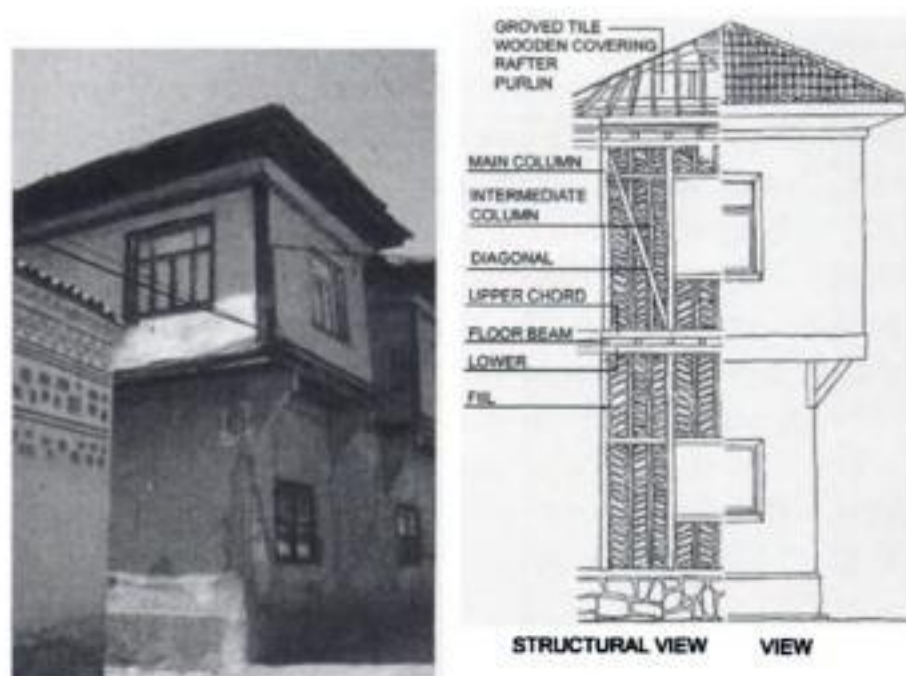 GROVED TILE
WOODEN COVERING
RAFTER
PURLIN
MAIN COLUMN
INTERMEDIATE
COLUMN
DIAGONAL
UPPER CHORD
FLOOR BEAM
LOWER
FIIL
STRUCTURAL VIEW VIEW